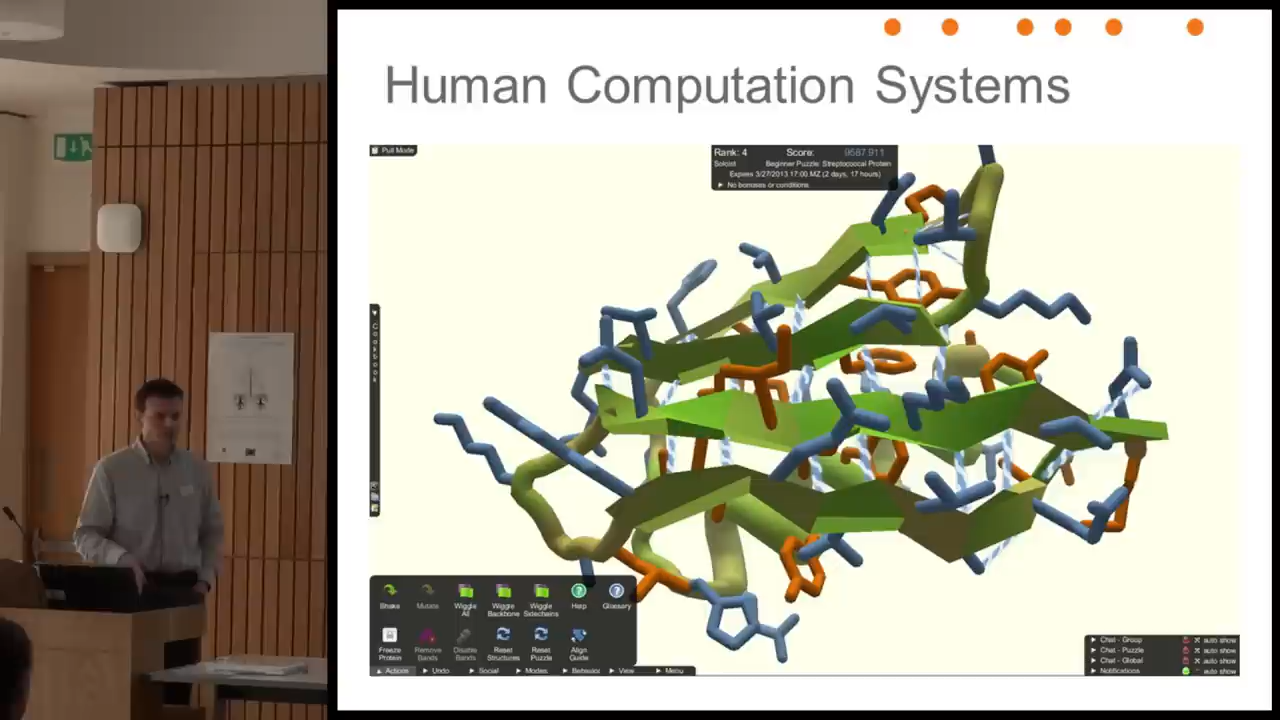 Human Computation Systems
Pull Mode
Rank: 4 Score: 9587.911
Soloist Beginner Puzzle: Streptococcal Protein
Expires 3/27/2013 17:00 MZ (2 days, 17 hours)
No bonuses or conditions
Cookbook
Shake Mutate Wiggle All Wiggle Backbone Wiggle Sidechains Help Glossary
Freeze Protein Remove Bands Disable Bands Reset Structures Reset Puzzle Align Guide
Actions Undo Social Modes Behavior View Menu
Chat - Group auto show
Chat - Puzzle auto show
Chat - Global auto show
Notifications auto show